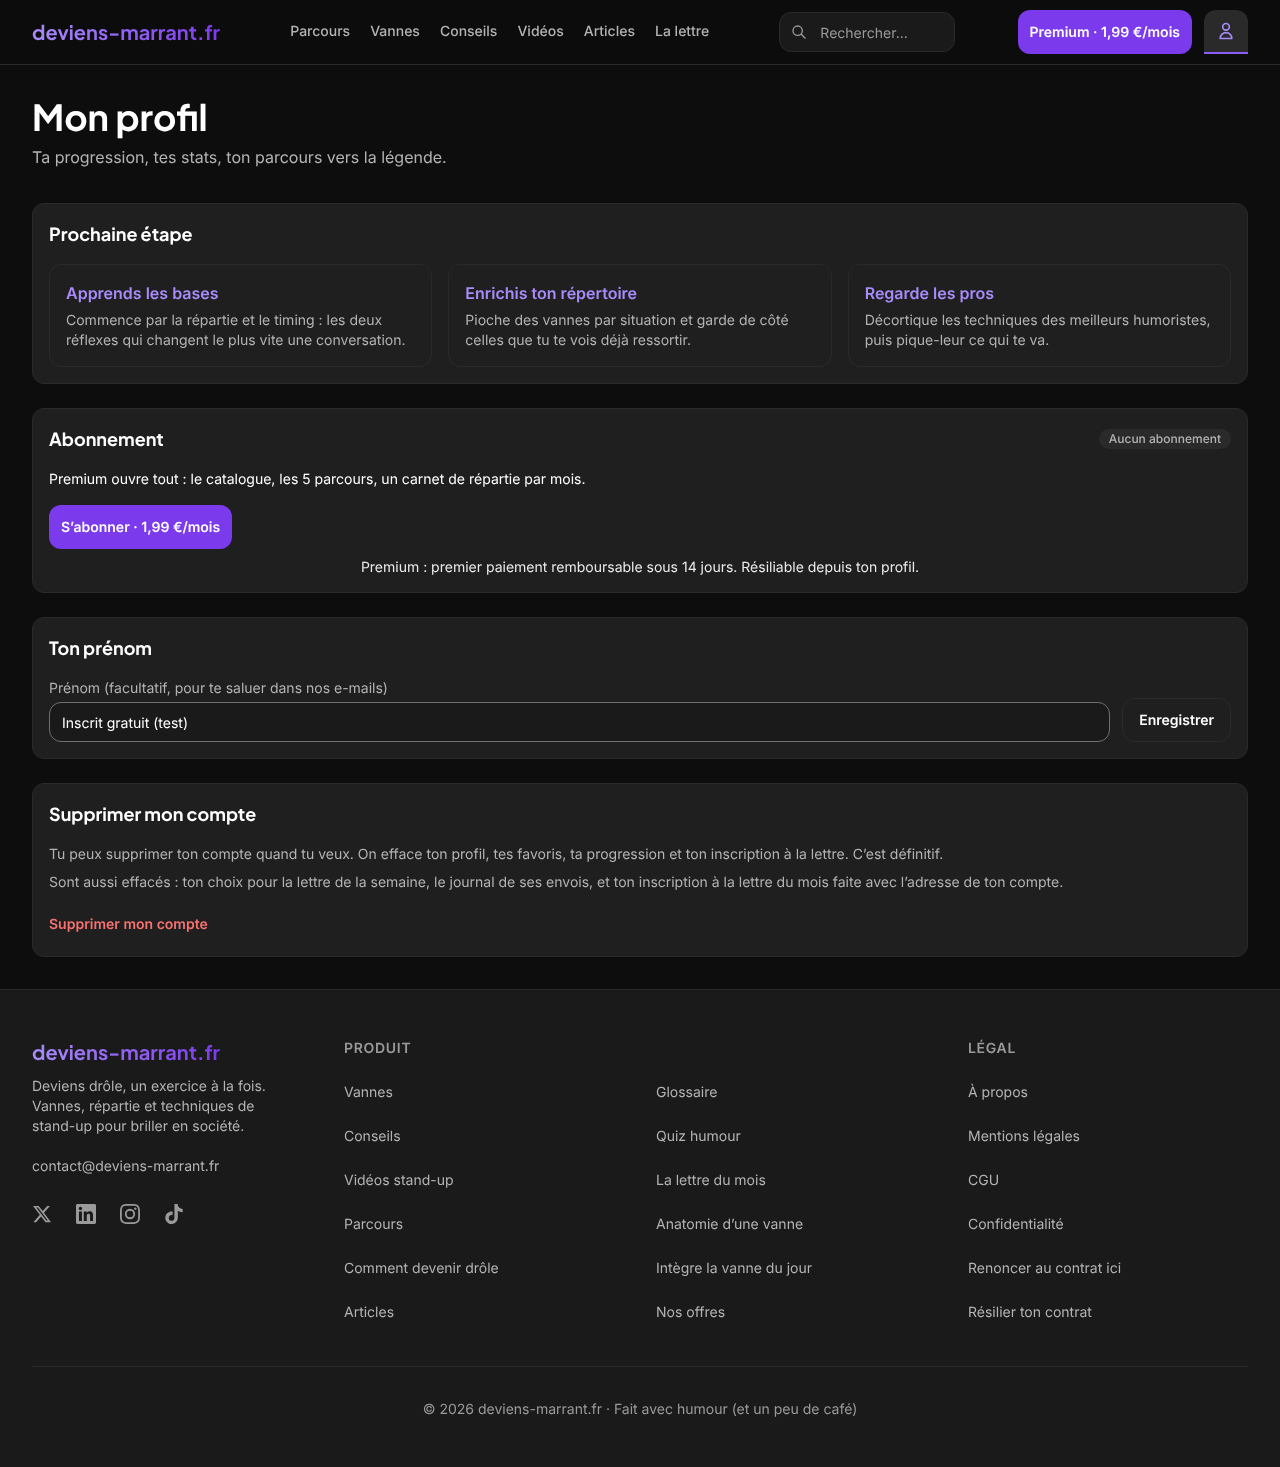 deviens-marrant.fr
Parcours
Vannes
Conseils
Vidéos
Articles
La lettre
Rechercher...
Premium · 1,99 €/mois
Mon profil
Ta progression, tes stats, ton parcours vers la légende.
Prochaine étape
Apprends les bases
Commence par la répartie et le timing : les deux
réflexes qui changent le plus vite une conversation.
Enrichis ton répertoire
Pioche des vannes par situation et garde de côté
celles que tu te vois déjà ressortir.
Regarde les pros
Décortique les techniques des meilleurs humoristes,
puis pique-leur ce qui te va.
Abonnement
Aucun abonnement
Premium ouvre tout : le catalogue, les 5 parcours, un carnet de répartie par mois.
S’abonner · 1,99 €/mois
Premium : premier paiement remboursable sous 14 jours. Résiliable depuis ton profil.
Ton prénom
Prénom (facultatif, pour te saluer dans nos e-mails)
Inscrit gratuit (test)
Enregistrer
Supprimer mon compte
Tu peux supprimer ton compte quand tu veux. On efface ton profil, tes favoris, ta progression et ton inscription à la lettre. C’est définitif.
Sont aussi effacés : ton choix pour la lettre de la semaine, le journal de ses envois, et ton inscription à la lettre du mois faite avec l’adresse de ton compte.
Supprimer mon compte
deviens-marrant.fr
Deviens drôle, un exercice à la fois.
Vannes, répartie et techniques de
stand-up pour briller en société.
contact@deviens-marrant.fr
PRODUIT
Vannes
Conseils
Vidéos stand-up
Parcours
Comment devenir drôle
Articles
Glossaire
Quiz humour
La lettre du mois
Anatomie d’une vanne
Intègre la vanne du jour
Nos offres
LÉGAL
À propos
Mentions légales
CGU
Confidentialité
Renoncer au contrat ici
Résilier ton contrat
© 2026 deviens-marrant.fr · Fait avec humour (et un peu de café)